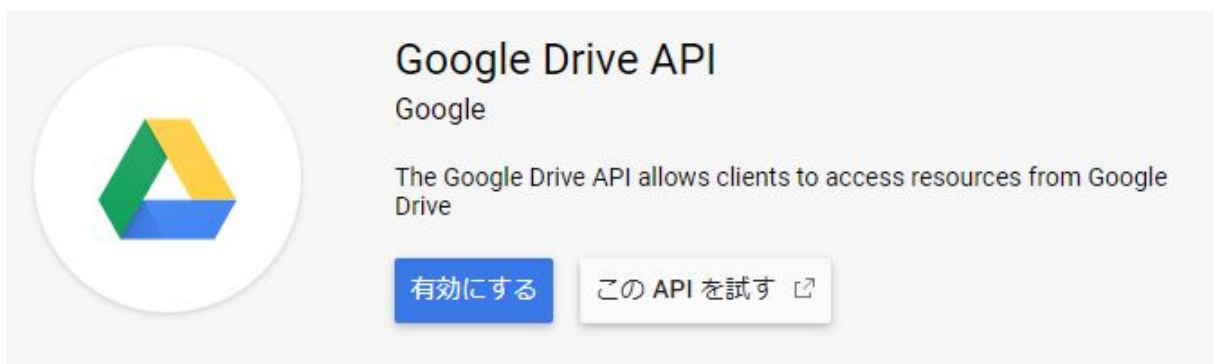 Google Drive API
Google
The Google Drive API allows clients to access resources from Google
Drive
有効にする
この API を試す